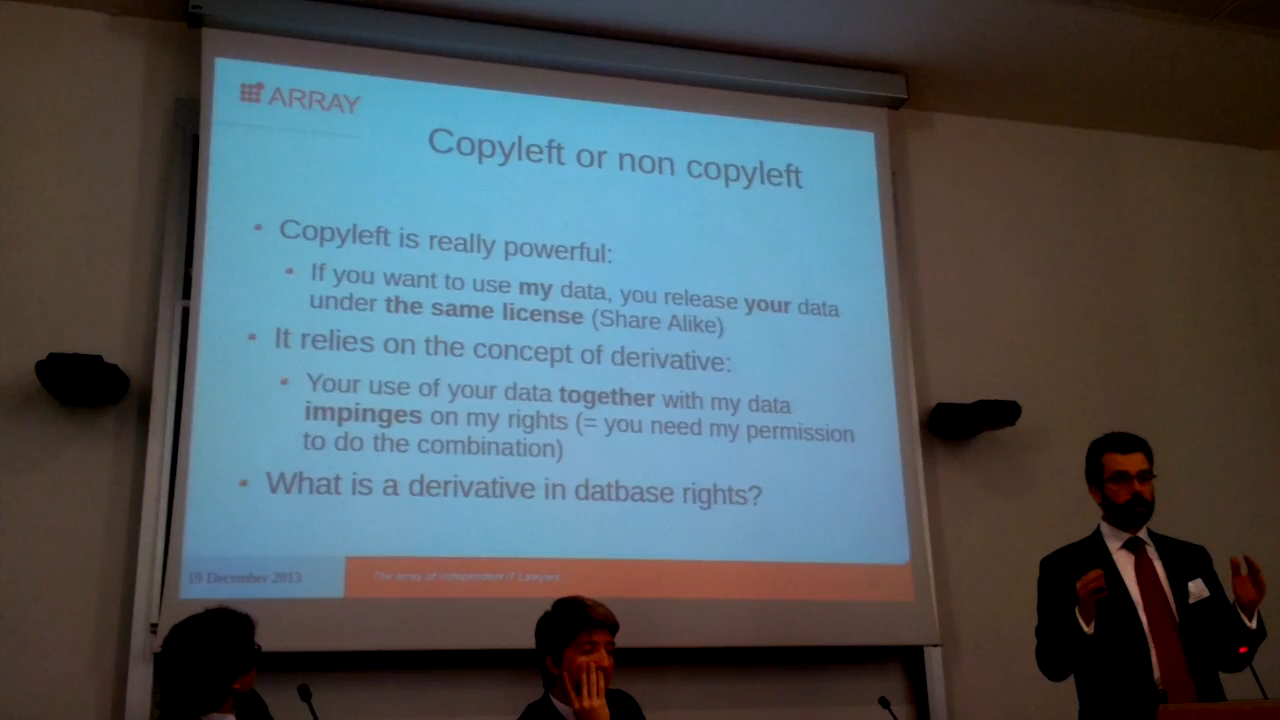 ARRAY
Copyleft or non copyleft
Copyleft is really powerful:
If you want to use my data, you release your data
under the same license (Share Alike)
It relies on the concept of derivative:
Your use of your data together with my data
impinges on my rights (= you need my permission
to do the combination)
What is a derivative in datbase rights?
19 December 2013
The array of independent IT Lawyers